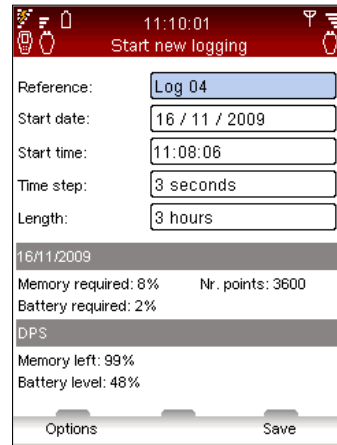 11:10:01
Start new logging
Reference: Log 04
Start date: 16 / 11 / 2009
Start time: 11:08:06
Time step: 3 seconds
Length: 3 hours
16/11/2009
Memory required: 8% Nr. points: 3600
Battery required: 2%
DPS
Memory left: 99%
Battery level: 48%
Options Save